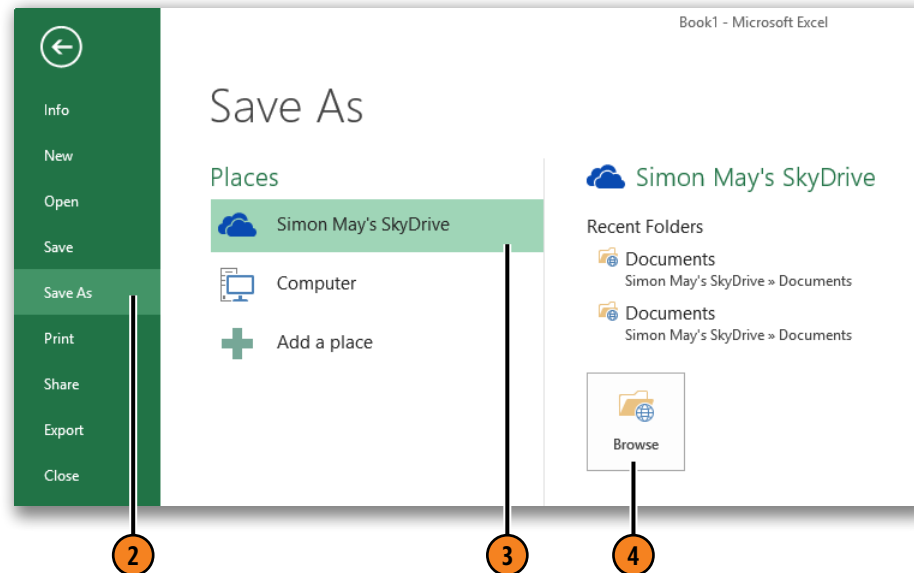 Book1 - Microsoft Excel
Info
New
Open
Save
Save As
Print
Share
Export
Close
Save As
Places
Simon May's SkyDrive
Computer
Add a place
Simon May's SkyDrive
Recent Folders
Documents
Simon May's SkyDrive » Documents
Documents
Simon May's SkyDrive » Documents
Browse
2
3
4